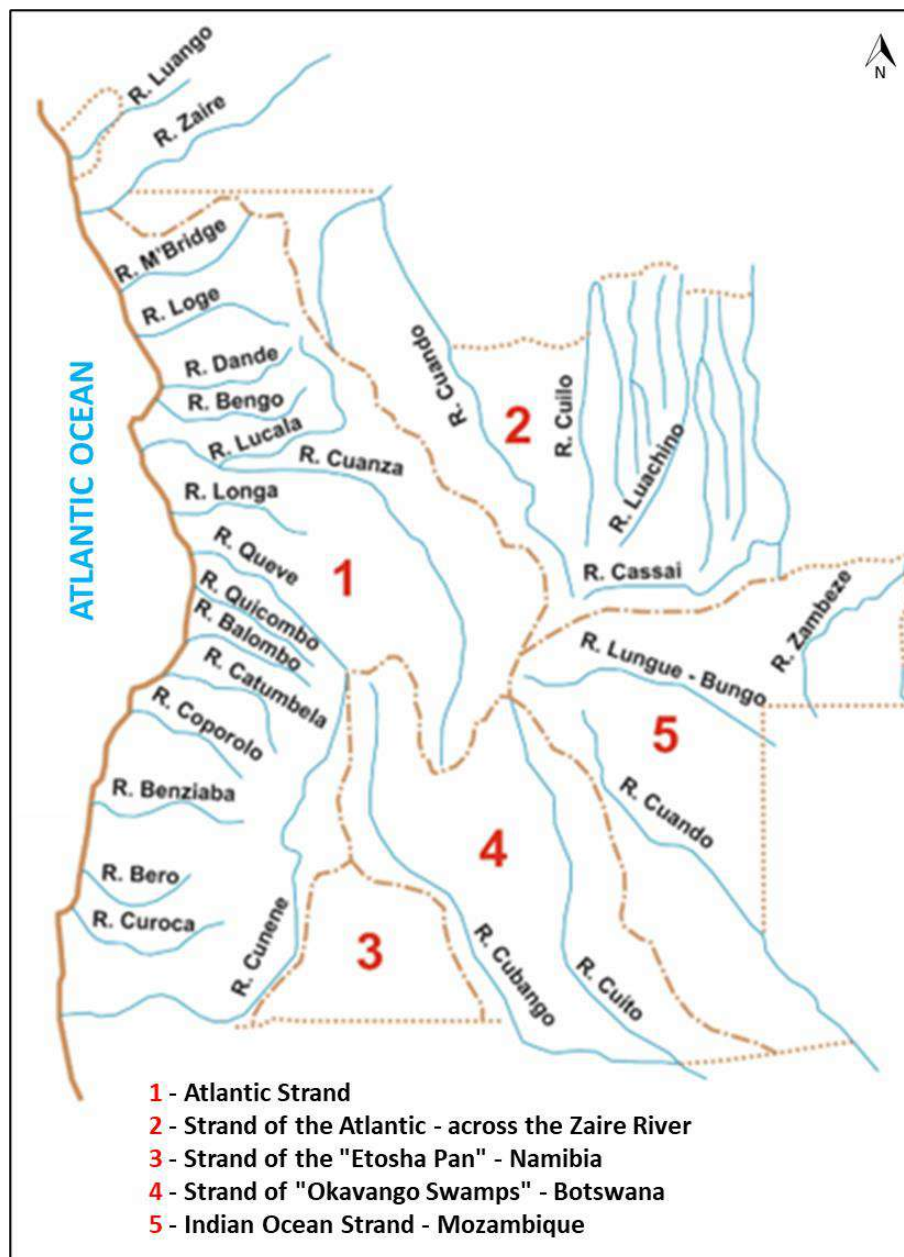 N
R. Luango
R. Zaire
R. M'Bridge
R. Loge
R. Dande
R. Bengo
R. Lucala
R. Cuanza
R. Longa
R. Queve
R. Quicombo
R. Balombo
R. Catumbela
R. Coporolo
R. Benziaba
R. Bero
R. Curoca
R. Cunene
ATLANTIC OCEAN
1
R. Cuando
2
R. Cuilo
R. Luachino
R. Cassai
R. Zambeze
R. Lungue - Bungo
5
R. Cuando
4
3
R. Cubango
R. Cuito
1 - Atlantic Strand
2 - Strand of the Atlantic - across the Zaire River
3 - Strand of the "Etosha Pan" - Namibia
4 - Strand of "Okavango Swamps" - Botswana
5 - Indian Ocean Strand - Mozambique